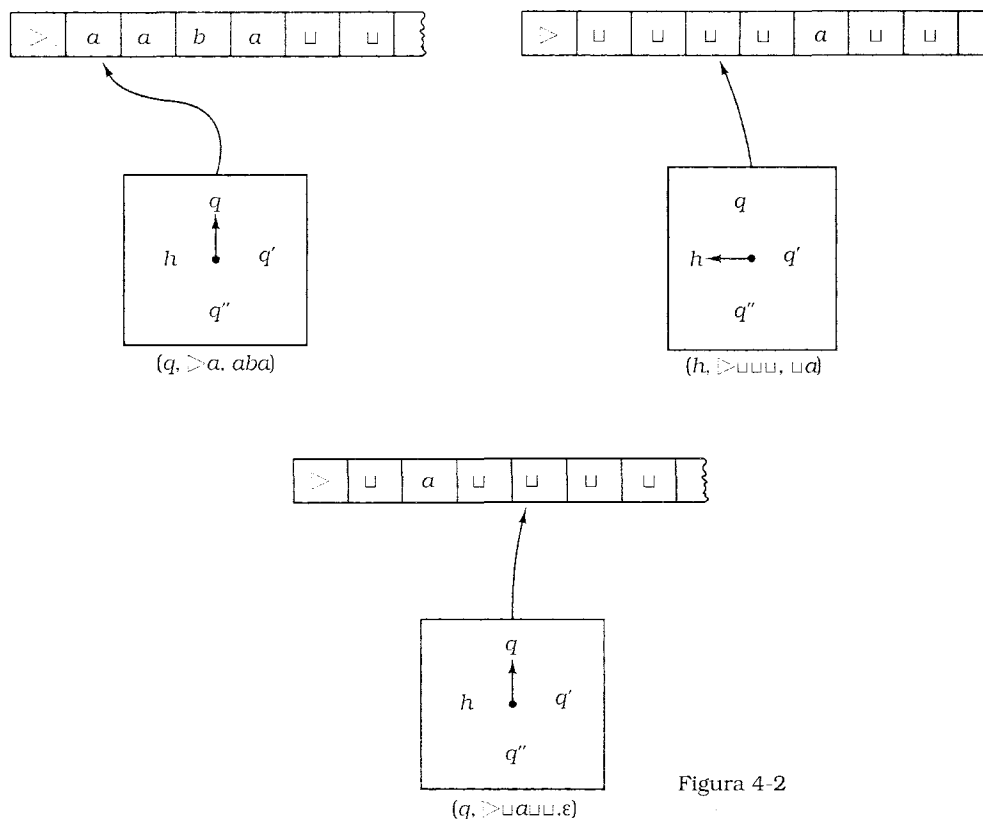 ▷ a a b a ⊔ ⊔
q
h q′
q″
(q, ▷a, aba)
▷ ⊔ ⊔ ⊔ ⊔ a ⊔ ⊔
q
h q′
q″
(h, ▷⊔⊔⊔, ⊔a)
▷ ⊔ a ⊔ ⊔ ⊔ ⊔
q
h q′
q″
(q, ▷⊔a⊔⊔.ε)
Figura 4-2